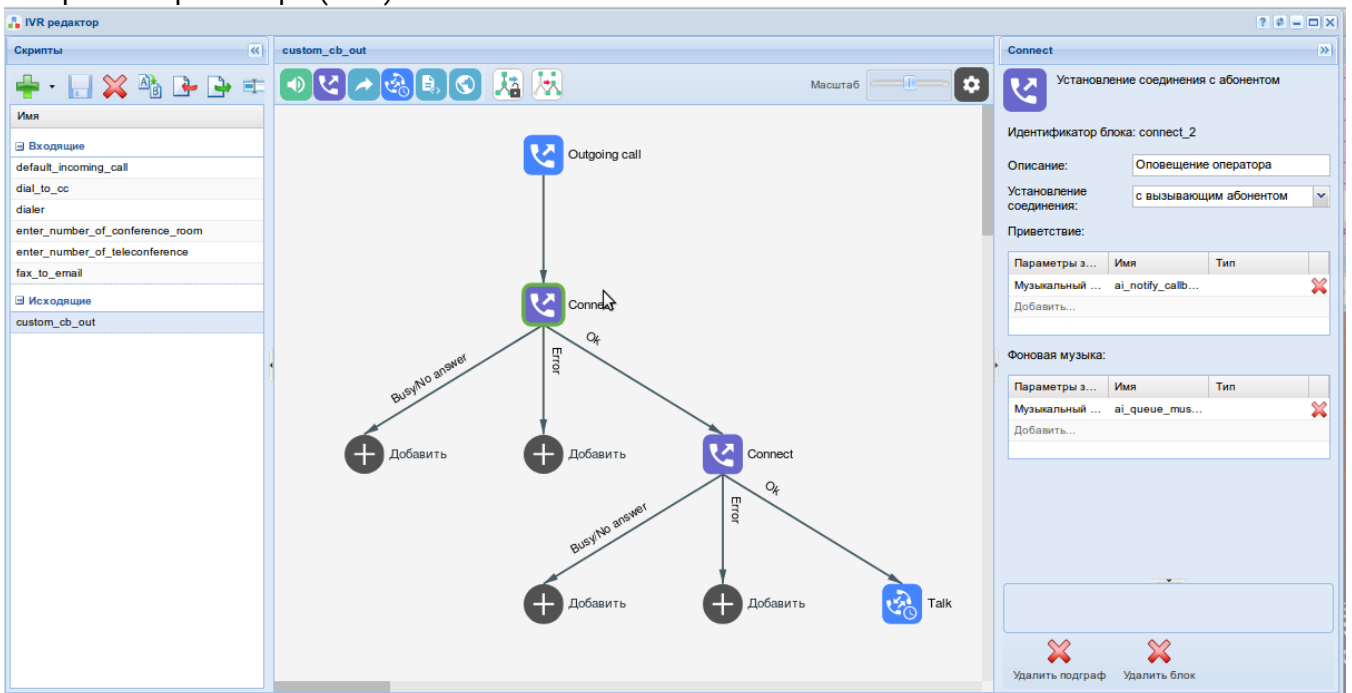 IVR редактор
Скрипты
Имя
Входящие
default_incoming_call
dial_to_cc
dialer
enter_number_of_conference_room
enter_number_of_teleconference
fax_to_email
Исходящие
custom_cb_out
custom_cb_out
Масштаб
Outgoing call
Connect
Busy/No answer
Error
Ok
Добавить
Добавить
Connect
Busy/No answer
Error
Ok
Добавить
Добавить
Talk
Connect
Установление соединения с абонентом
Идентификатор блока: connect_2
Описание: Оповещение оператора
Установление соединения: с вызывающим абонентом
Приветствие:
Параметры з... Имя Тип
Музыкальный ... ai_notify_callb...
Добавить...
Фоновая музыка:
Параметры з... Имя Тип
Музыкальный ... ai_queue_mus...
Добавить...
Удалить подграф Удалить блок